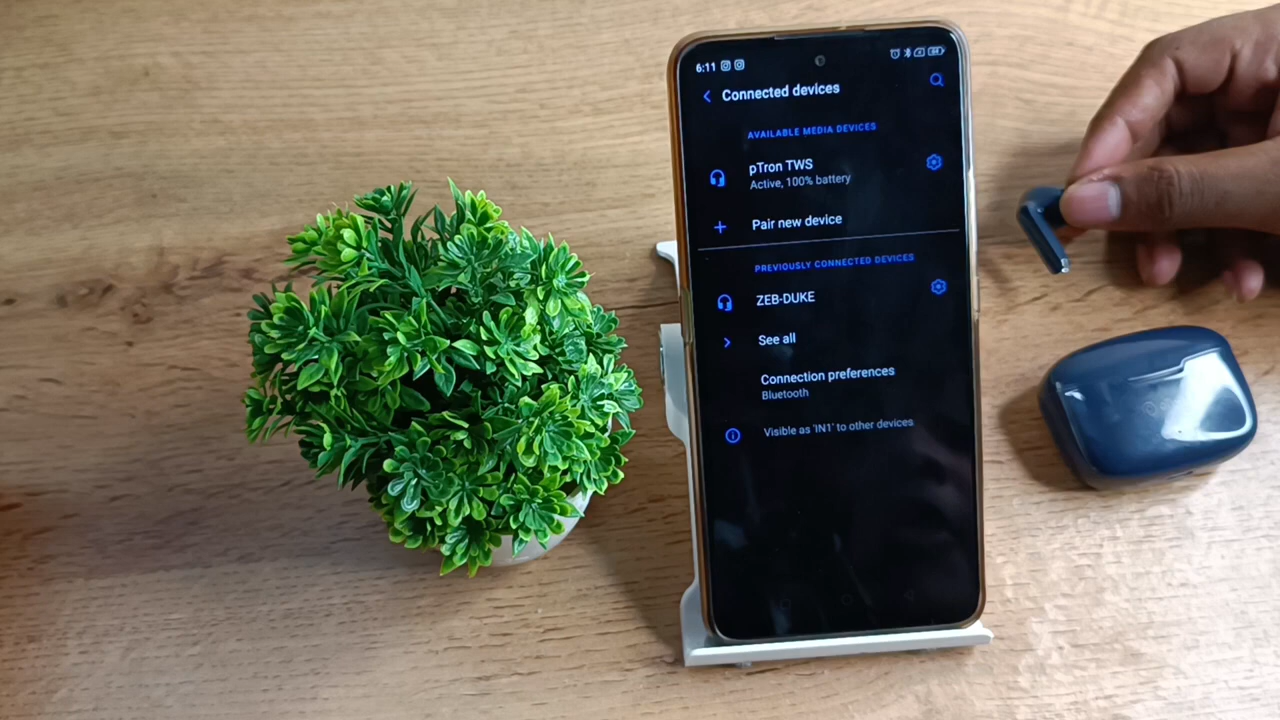 6:11
64
Connected devices
AVAILABLE MEDIA DEVICES
pTron TWS
Active, 100% battery
Pair new device
PREVIOUSLY CONNECTED DEVICES
ZEB-DUKE
See all
Connection preferences
Bluetooth
Visible as 'IN1' to other devices